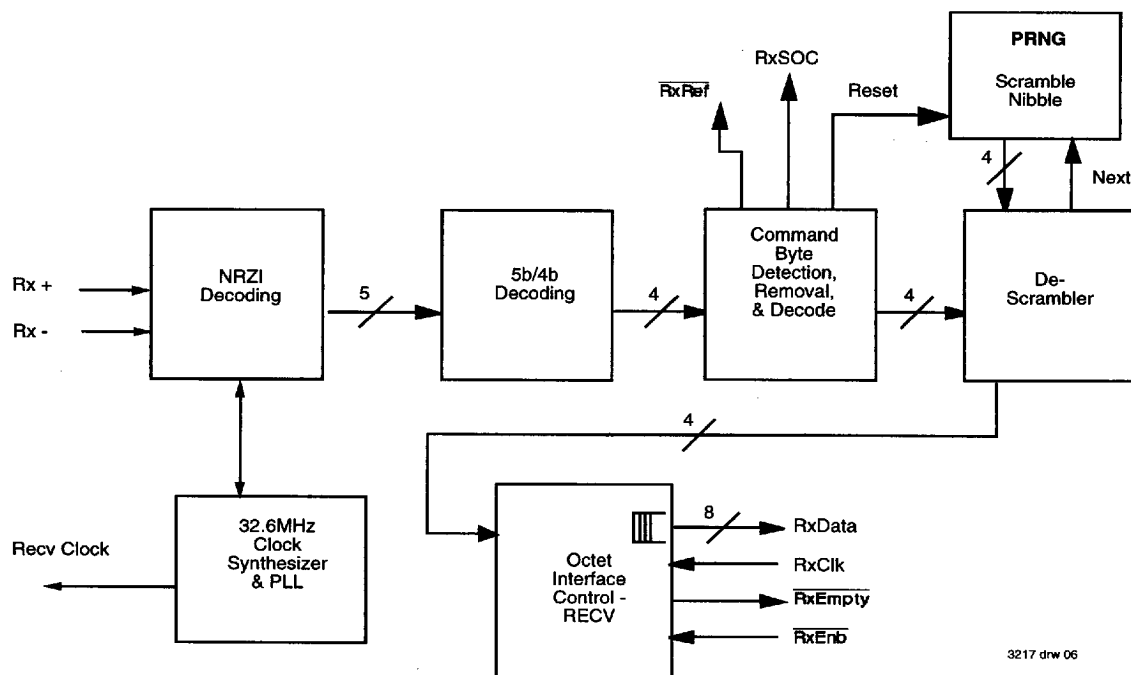 PRNG
Scramble
Nibble
RxSOC
RxRef
Reset
4
Next
NRZI
Decoding
5b/4b
Decoding
Command
Byte
Detection,
Removal,
& Decode
De-
Scrambler
Rx +
Rx -
5
4
4
4
32.6MHz
Clock
Synthesizer
& PLL
Recv Clock
Octet
Interface
Control -
RECV
8
RxData
RxClk
RxEmpty
RxEnb
3217 drw 06